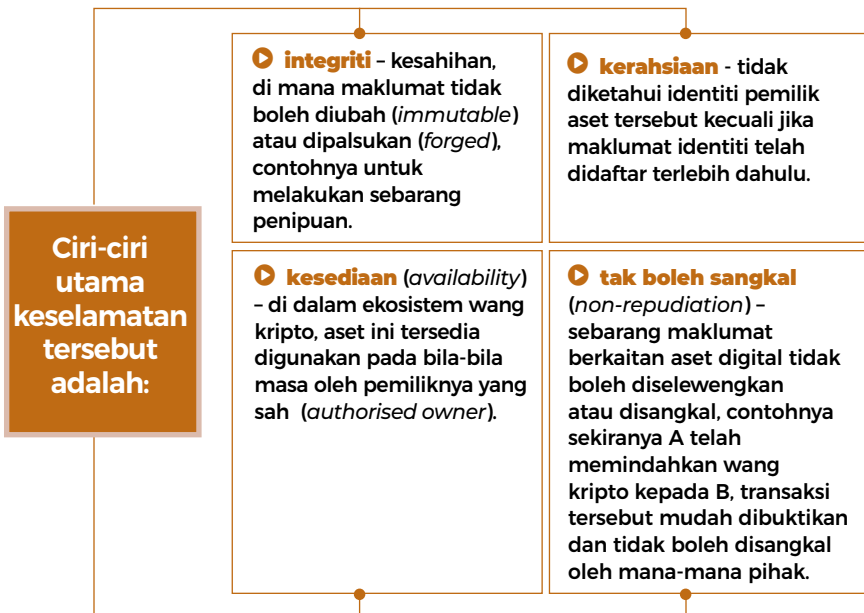 Ciri-ciri
utama
keselamatan
tersebut
adalah:
integriti – kesahihan,
di mana maklumat tidak
boleh diubah (immutable)
atau dipalsukan (forged),
contohnya untuk
melakukan sebarang
penipuan.
kerahsiaan - tidak
diketahui identiti pemilik
aset tersebut kecuali jika
maklumat identiti telah
didaftar terlebih dahulu.
kesediaan (availability)
– di dalam ekosistem wang
kripto, aset ini tersedia
digunakan pada bila-bila
masa oleh pemiliknya yang
sah (authorised owner).
tak boleh sangkal
(non-repudiation) –
sebarang maklumat
berkaitan aset digital tidak
boleh diselewengkan
atau disangkal, contohnya
sekiranya A telah
memindahkan wang
kripto kepada B, transaksi
tersebut mudah dibuktikan
dan tidak boleh disangkal
oleh mana-mana pihak.